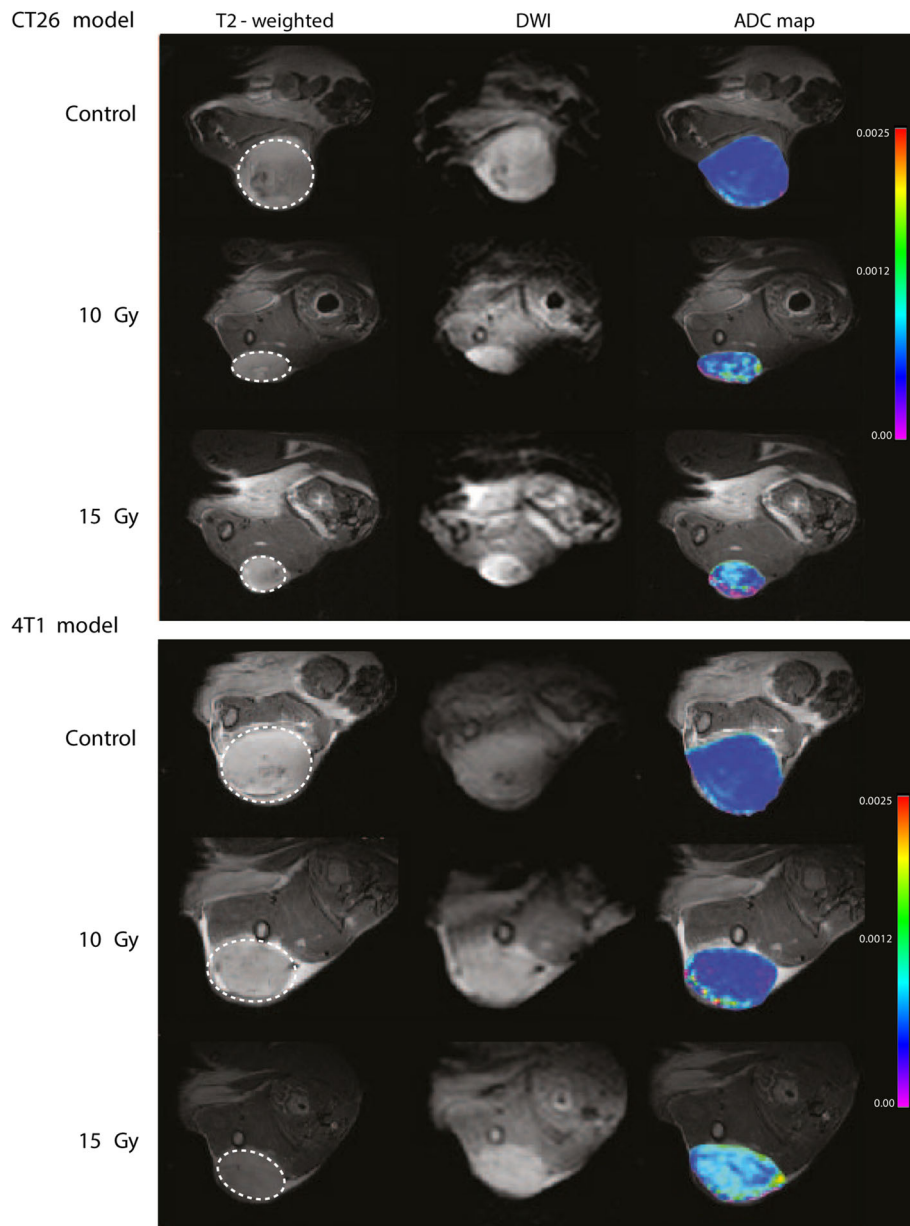 CT26 model
T2 - weighted DWI ADC map
Control
0.0025
10 Gy
0.0012
0.00
15 Gy
4T1 model
Control
0.0025
10 Gy
0.0012
15 Gy
0.00